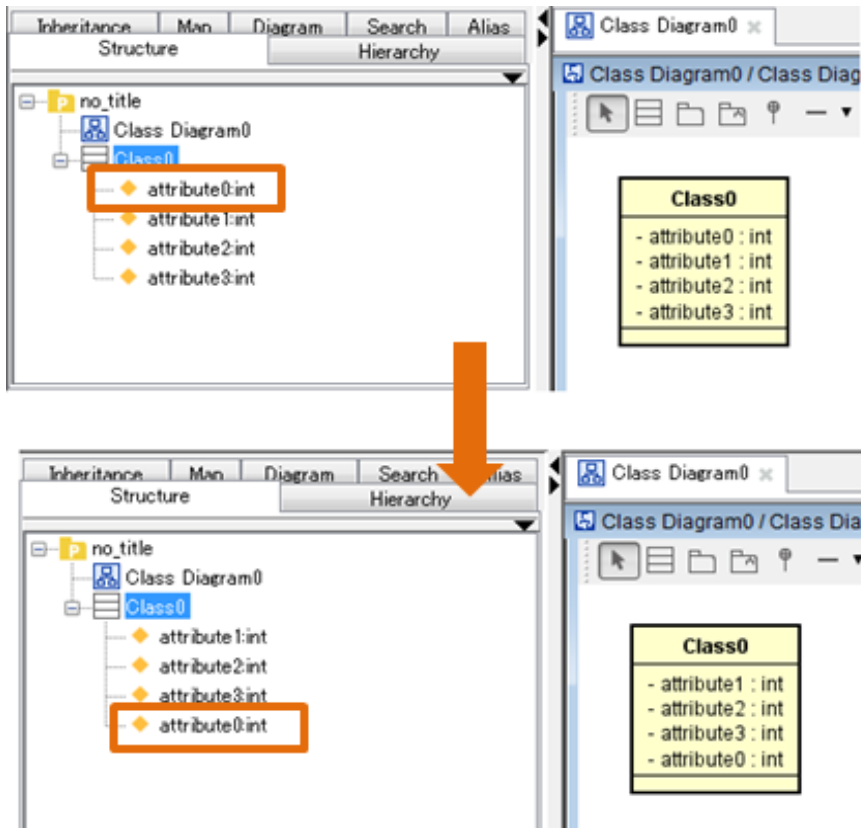 Inheritance Map Diagram Search Alias
Structure Hierarchy
no_title
Class Diagram0
Class0
attribute0:int
attribute1:int
attribute2:int
attribute3:int
Class Diagram0
Class Diagram0 / Class Diag
Class0
- attribute0 : int
- attribute1 : int
- attribute2 : int
- attribute3 : int
Inheritance Map Diagram Search
Structure Hierarchy
no_title
Class Diagram0
Class0
attribute1:int
attribute2:int
attribute3:int
attribute0:int
Class Diagram0
Class Diagram0 / Class Dia
Class0
- attribute1 : int
- attribute2 : int
- attribute3 : int
- attribute0 : int